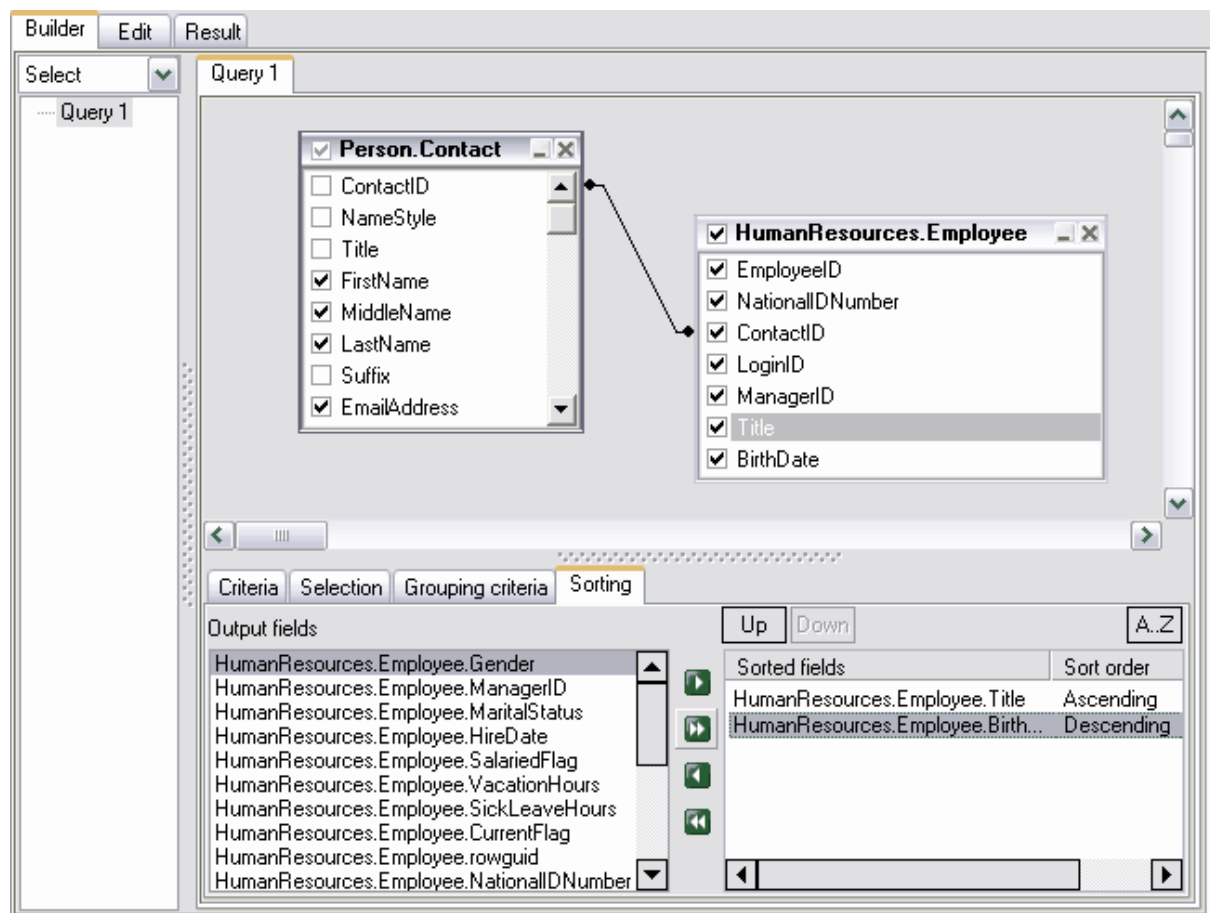 Builder Edit Result
Select
Query 1
Query 1
Person.Contact
ContactID
NameStyle
Title
FirstName
MiddleName
LastName
Suffix
EmailAddress
HumanResources.Employee
EmployeeID
NationalIDNumber
ContactID
LoginID
ManagerID
Title
BirthDate
Criteria Selection Grouping criteria Sorting
Output fields
HumanResources.Employee.Gender
HumanResources.Employee.ManagerID
HumanResources.Employee.MaritalStatus
HumanResources.Employee.HireDate
HumanResources.Employee.SalariedFlag
HumanResources.Employee.VacationHours
HumanResources.Employee.SickLeaveHours
HumanResources.Employee.CurrentFlag
HumanResources.Employee.rowguid
HumanResources.Employee.NationalIDNumber
Up Down A..Z
Sorted fields Sort order
HumanResources.Employee.Title Ascending
HumanResources.Employee.Birth... Descending